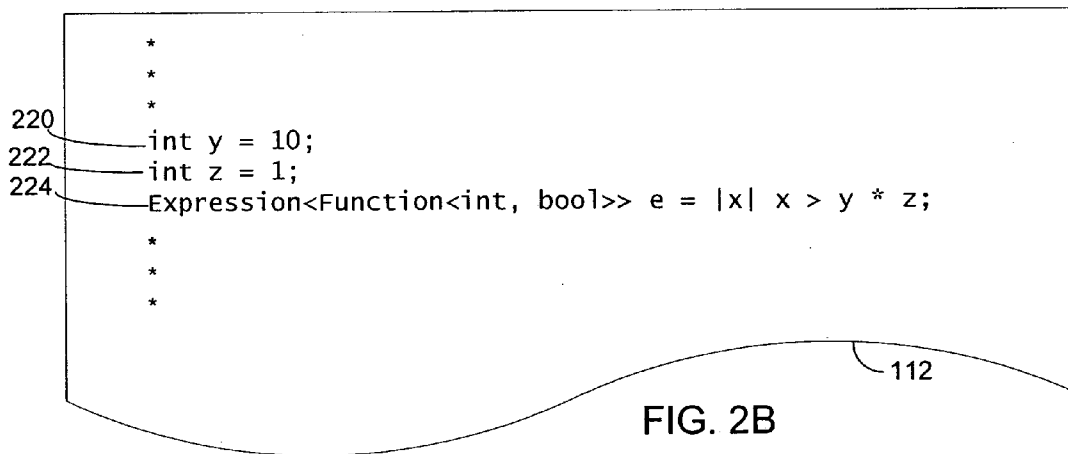 *
*
*
220 int y = 10;
222 int z = 1;
224 Expression<Function<int, bool>> e = |x| x > y * z;
*
*
*
112
FIG. 2B